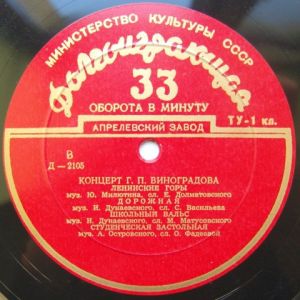 МИНИСТЕРСТВО КУЛЬТУРЫ СССР
Долгоиграющая
33
ОБОРОТА В МИНУТУ
ТУ-1 кл.
АПРЕЛЕВСКИЙ ЗАВОД
В
Д—2105
КОНЦЕРТ Г. П. ВИНОГРАДОВА
ЛЕНИНСКИЕ ГОРЫ
муз. Ю. Милютина, сл. Е. Долматовского
ДОРОЖНАЯ
муз. И. Дунаевского, сл. С. Васильева
ШКОЛЬНЫЙ ВАЛЬС
муз. И. Дунаевского, сл. М. Матусовского
СТУДЕНЧЕСКАЯ ЗАСТОЛЬНАЯ
муз. А. Островского, сл. О. Фадеевой